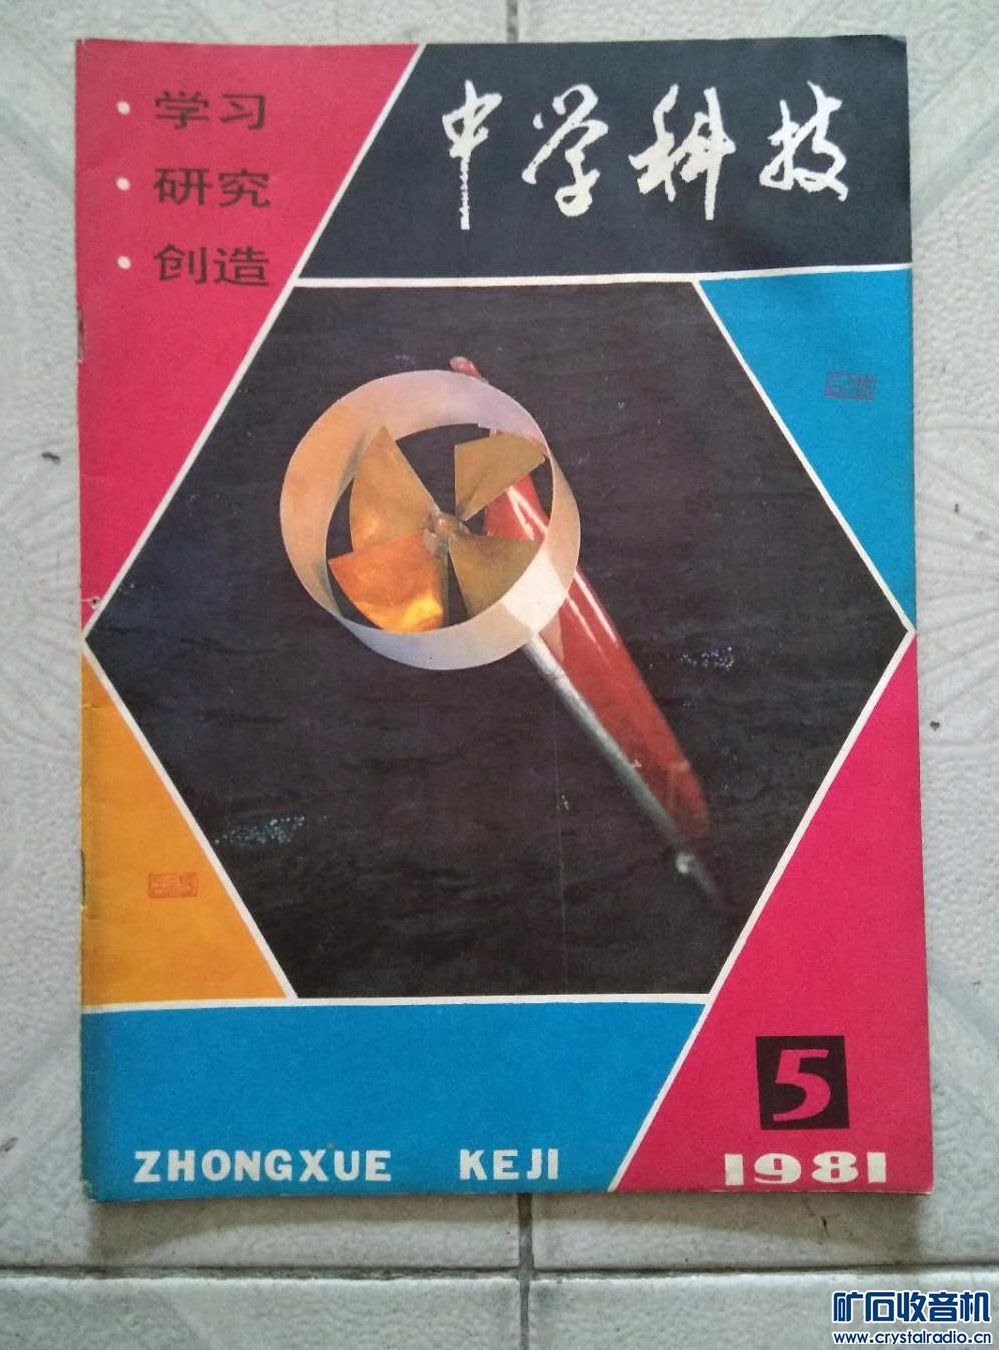 中学科技
· 学习
· 研究
· 创造
5
1981
ZHONGXUE KEJI
矿石收音机
www.crystalradio.cn